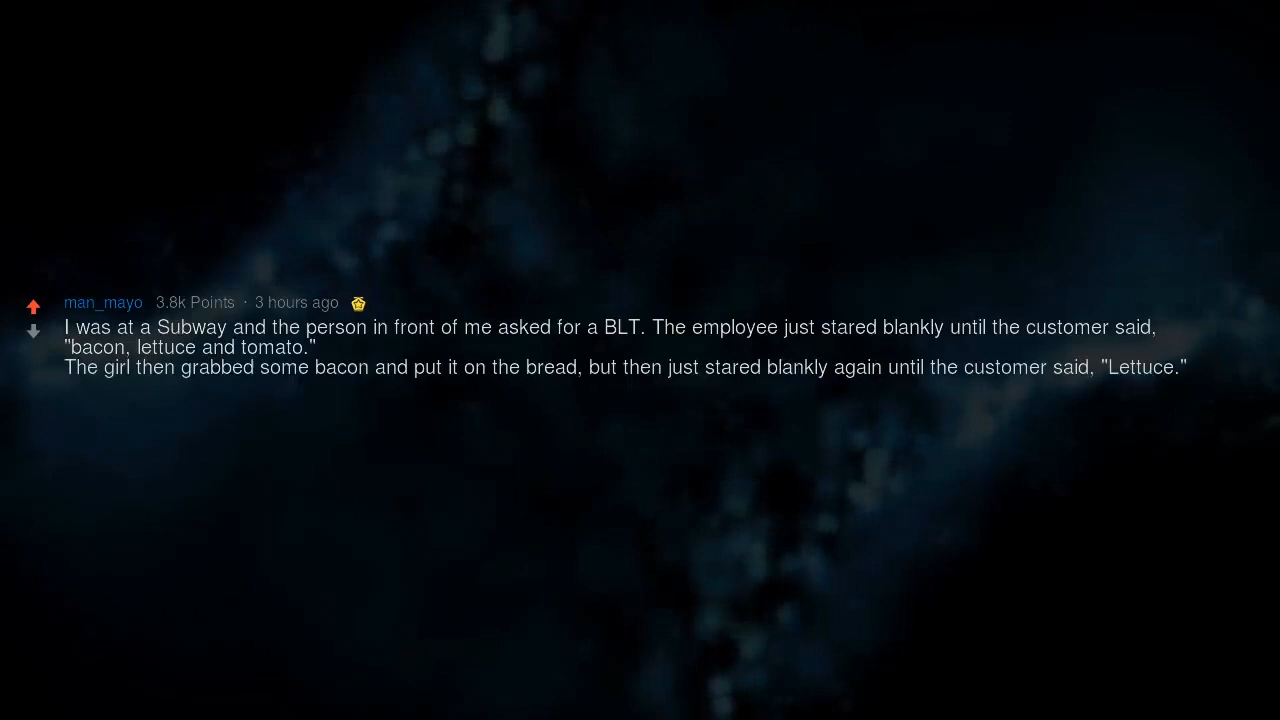 man_mayo 3.8k Points · 3 hours ago
I was at a Subway and the person in front of me asked for a BLT. The employee just stared blankly until the customer said,
"bacon, lettuce and tomato."
The girl then grabbed some bacon and put it on the bread, but then just stared blankly again until the customer said, "Lettuce."